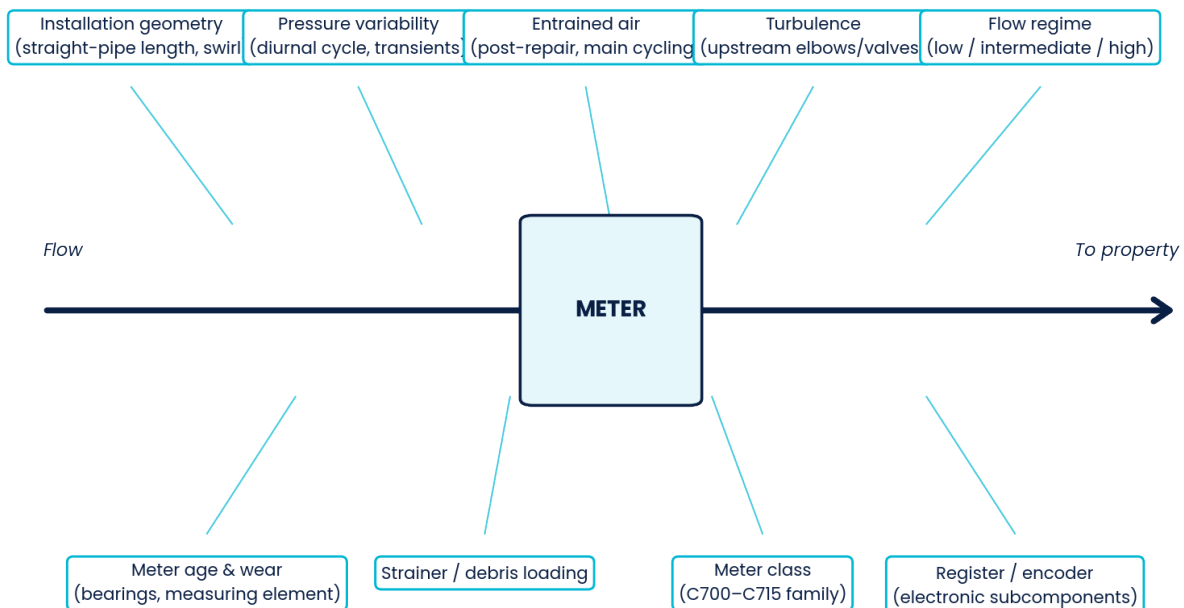 Installation geometry
(straight-pipe length, swirl
Pressure variability
(diurnal cycle, transients)
Entrained air
(post-repair, main cycling
Turbulence
(upstream elbows/valves
Flow regime
(low / intermediate / high)
Flow
To property
METER
Meter age & wear
(bearings, measuring element)
Strainer / debris loading
Meter class
(C700–C715 family)
Register / encoder
(electronic subcomponents)